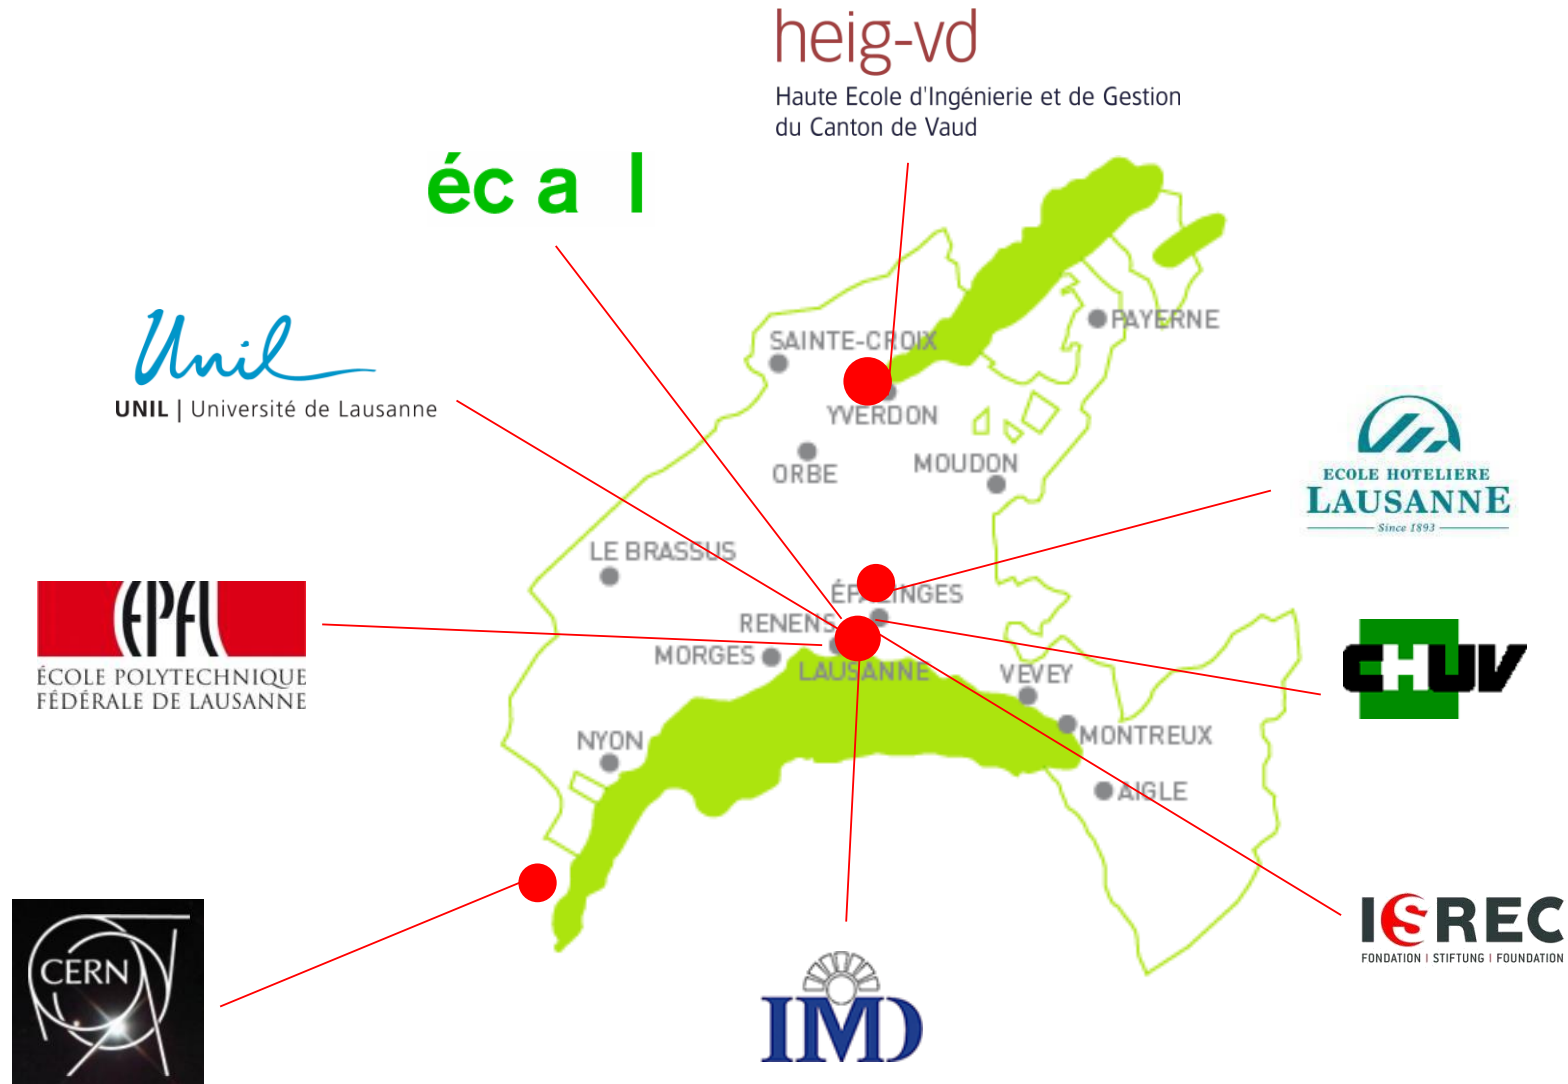 heig-vd
Haute Ecole d'Ingénierie et de Gestion
du Canton de Vaud
éc a l
Unil
UNIL | Université de Lausanne
PAYERNE
SAINTE-CROIX
YVERDON
ORBE
MOUDON
ECOLE HOTELIERE
LAUSANNE
Since 1893
LE BRASSUS
ÉPALINGES
RENENS
MORGES
LAUSANNE
VEVEY
EPFL
ÉCOLE POLYTECHNIQUE
FÉDÉRALE DE LAUSANNE
CHUV
NYON
MONTREUX
AIGLE
CERN
ISREC
FONDATION | STIFTUNG | FOUNDATION
IMD